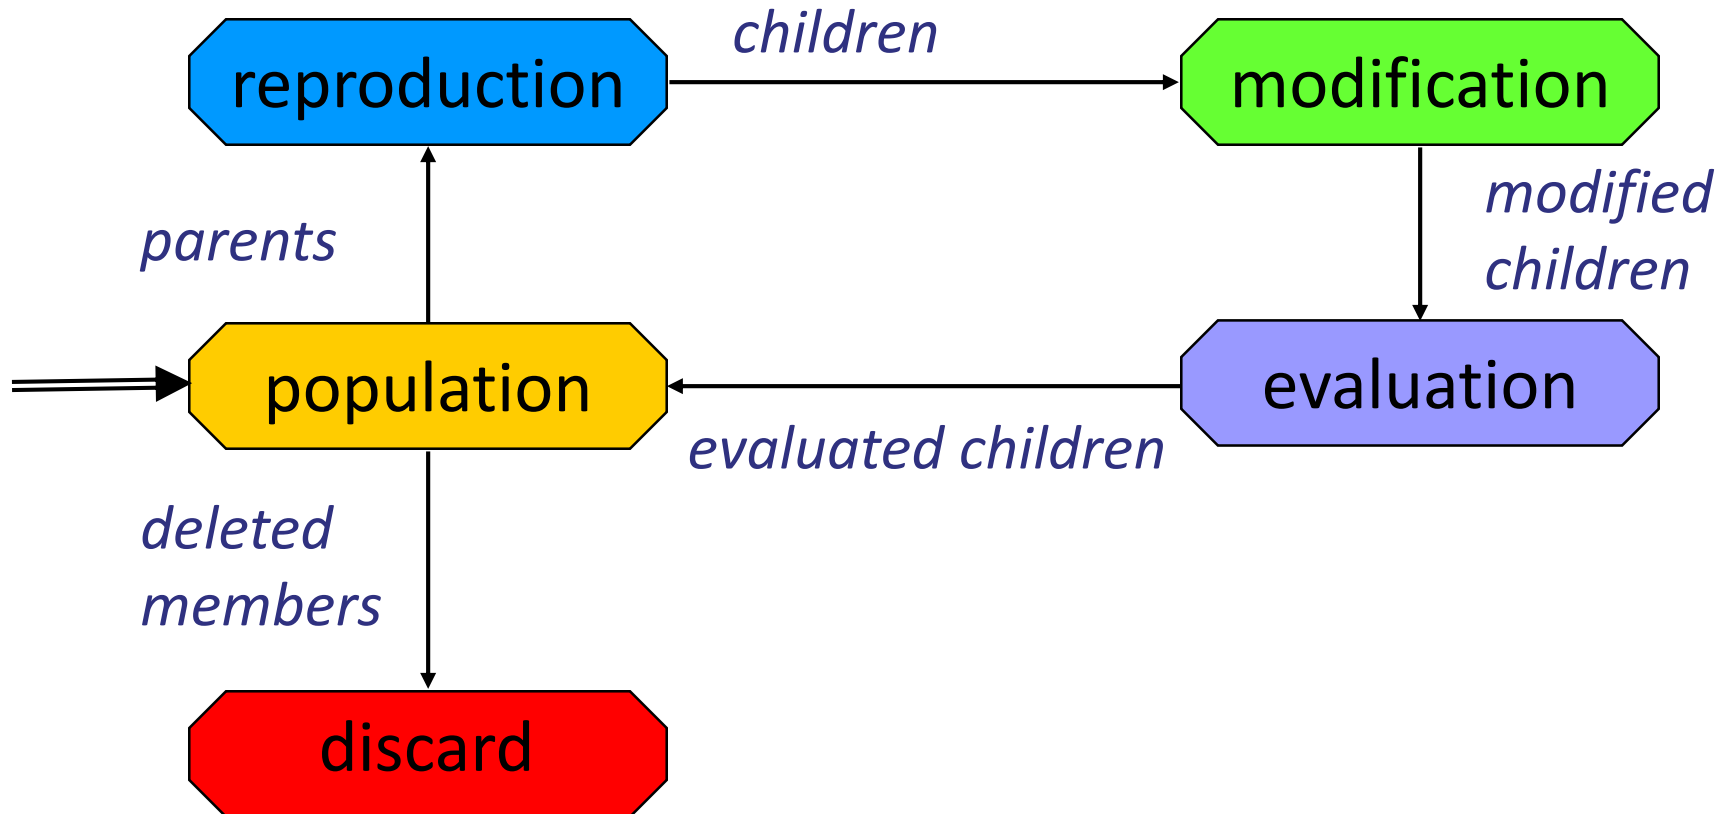 children
reproduction
modification
modified
children
parents
population
evaluation
evaluated children
deleted
members
discard